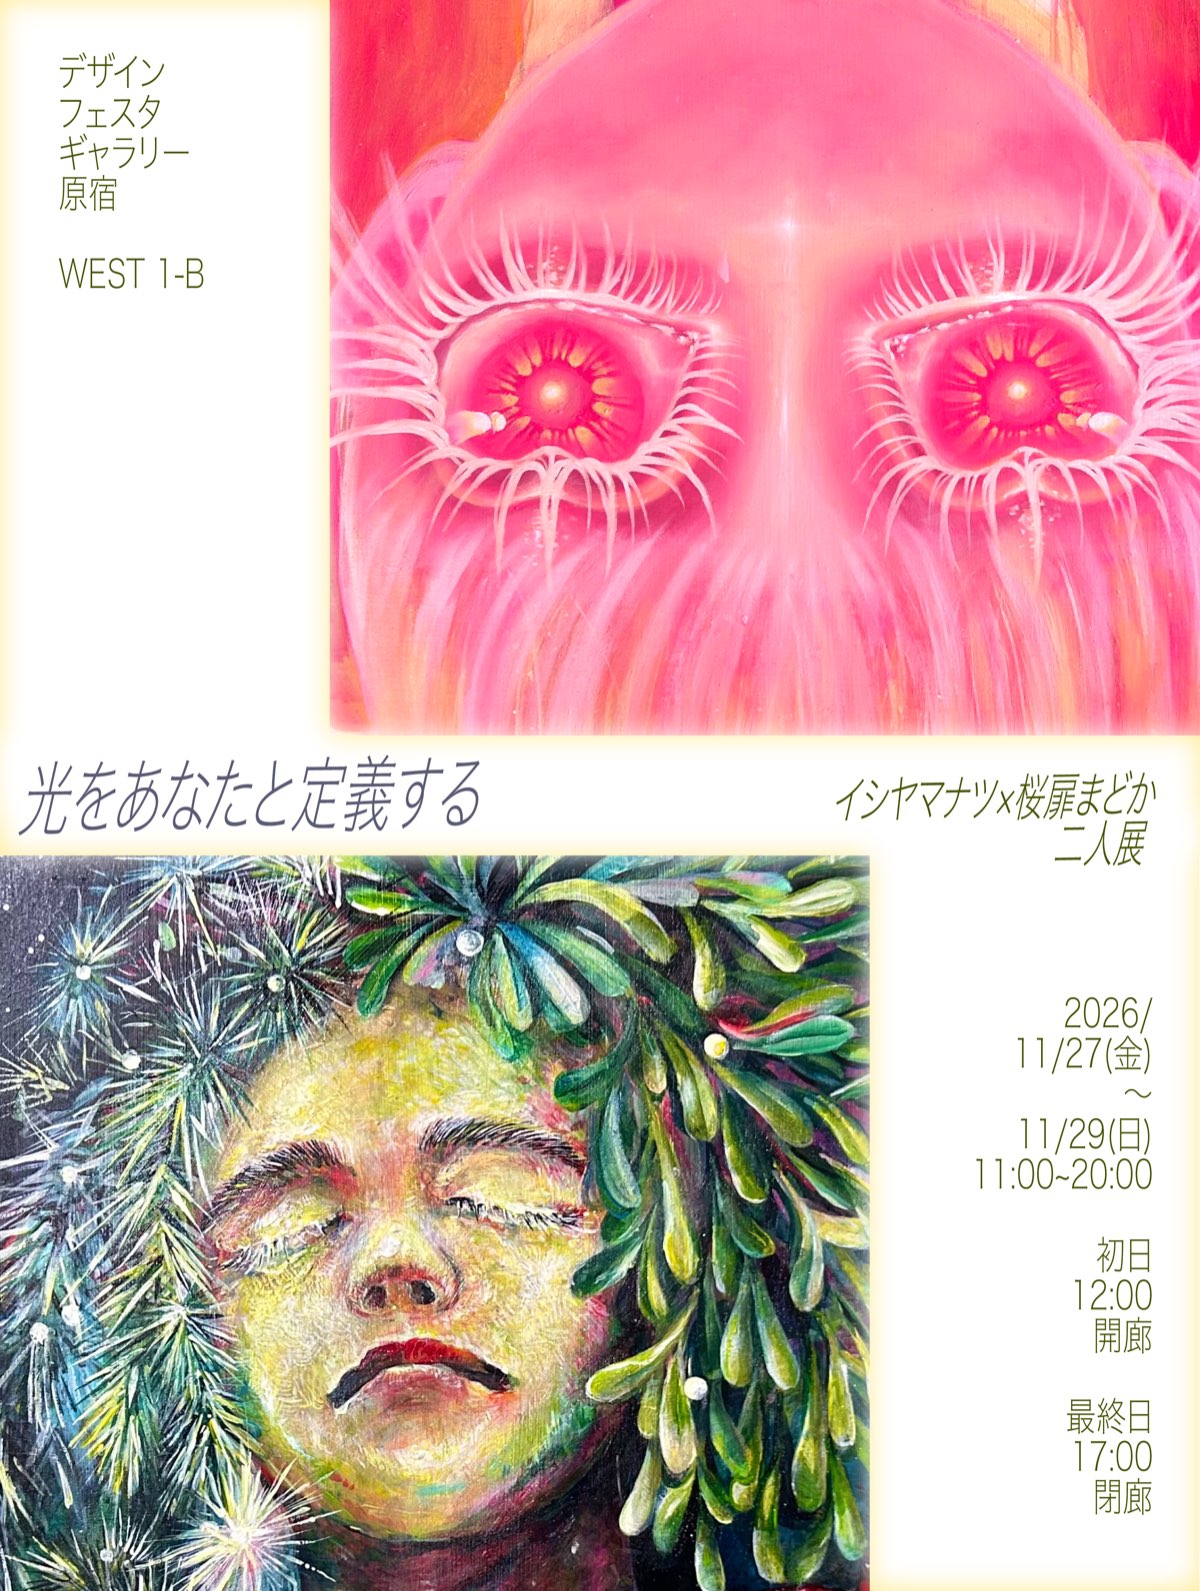 デザイン
フェスタ
ギャラリー
原宿
WEST 1-B
光をあなたと定義する
イシヤマナツ×桜扉まどか
二人展
2026/
11/27(金)
〜
11/29(日)
11:00~20:00
初日
12:00
開廊
最終日
17:00
閉廊